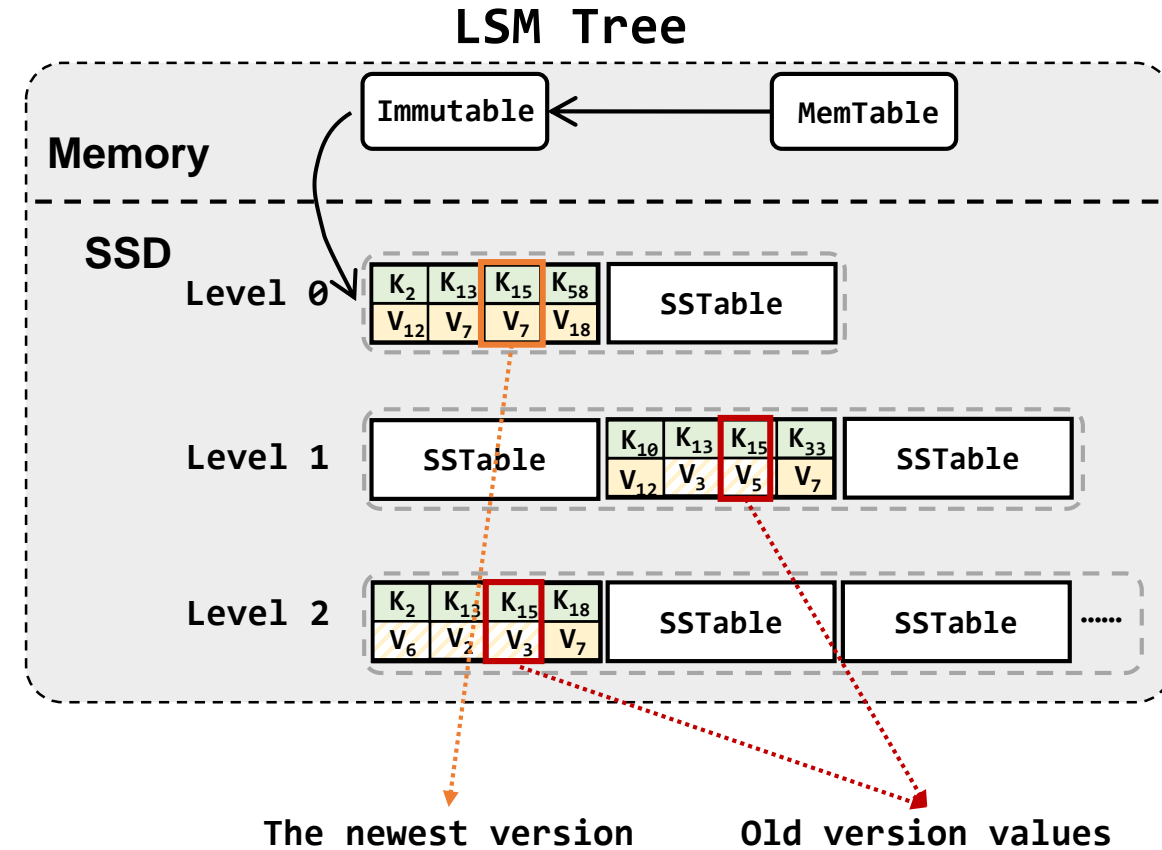 LSM Tree
Immutable
MemTable
Memory
SSD
Level 0
K2 K13 K15 K58
V12 V7 V7 V18
SSTable
Level 1
SSTable
K10 K13 K15 K33
V12 V3 V5 V7
SSTable
Level 2
K2 K13 K15 K18
V6 V2 V3 V7
SSTable
SSTable
......
The newest version
Old version values